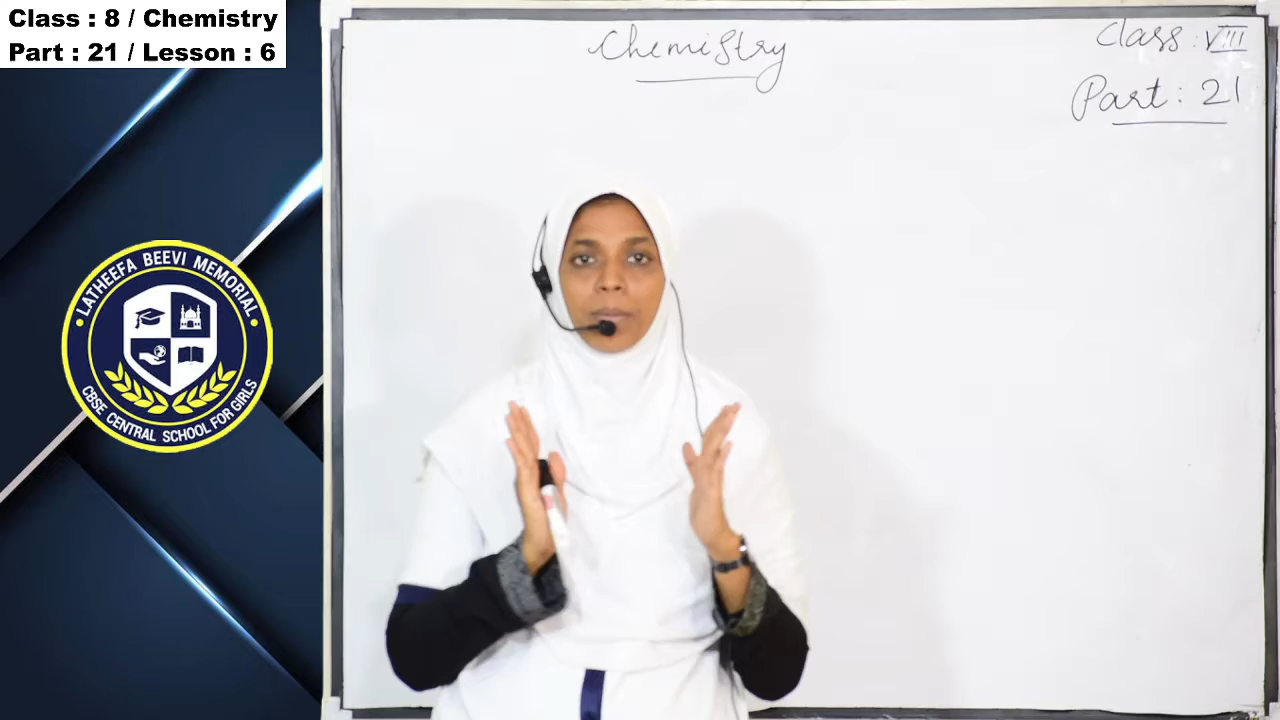 Class : 8 / Chemistry
Part : 21 / Lesson : 6
Chemistry
Class : VIII
Part : 21
LATHEEFA BEEVI MEMORIAL
CBSE CENTRAL SCHOOL FOR GIRLS